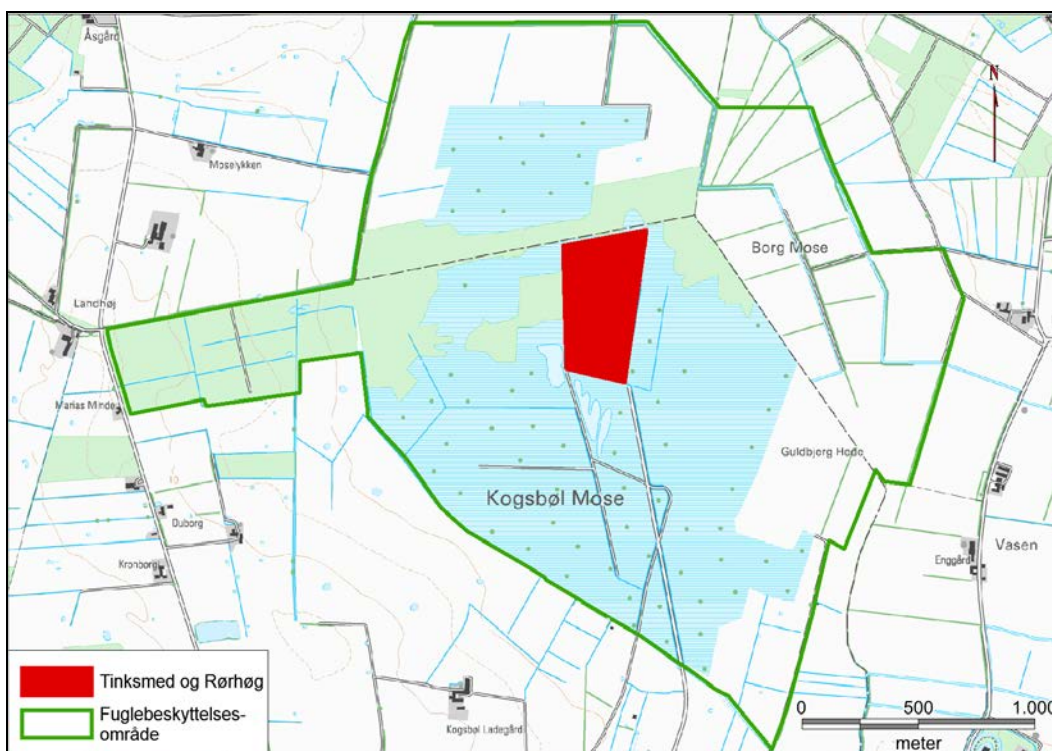 Åsgård
N
Moselykken
Borg Mose
Landhøj
Marias Minde
Guldbjerg Hede
Kogsbøl Mose
Duborg
Vasen
Enggård
Kronborg
Tinksmed og Rørhøg
Fuglebeskyttelses-
område
Kogsbøl Ladegård
0 500 1.000
meter